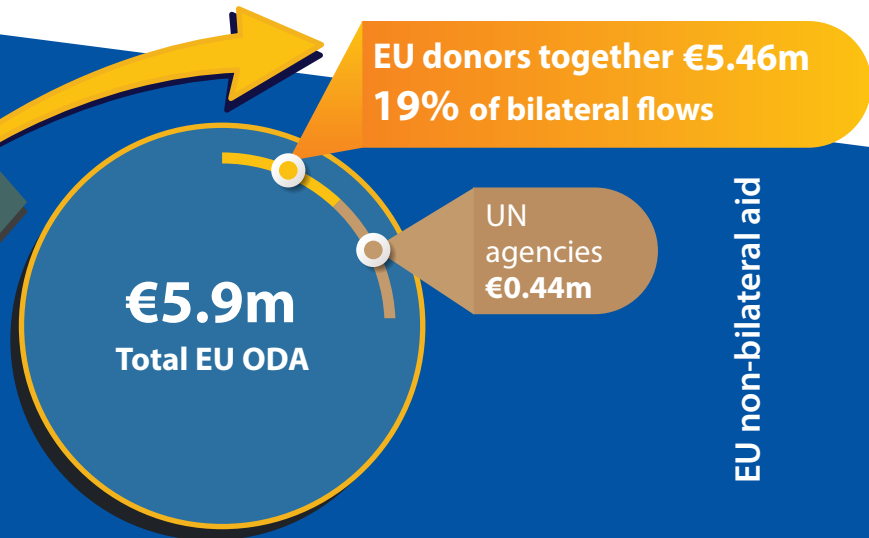 EU donors together €5.46m
19% of bilateral flows
UN
agencies
€0.44m
€5.9m
Total EU ODA
EU non-bilateral aid